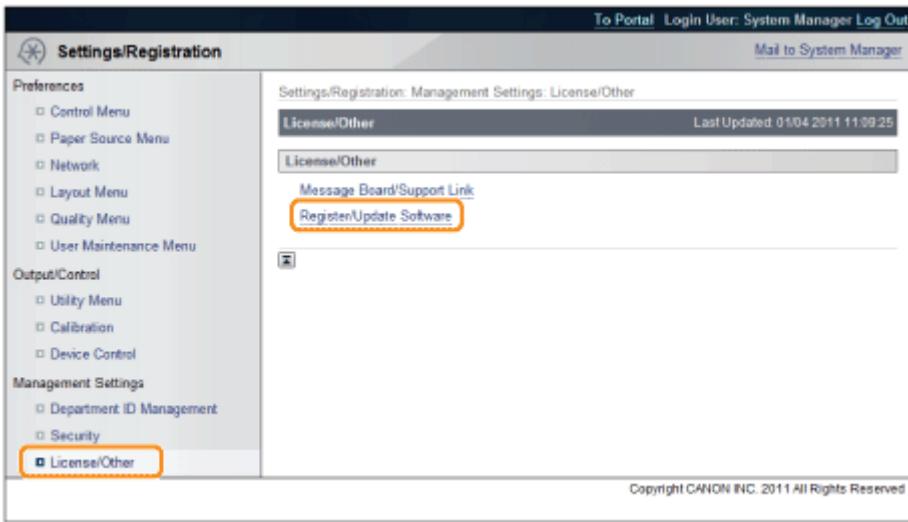 To Portal Login User: System Manager Log Out
Settings/Registration
Mail to System Manager
Preferences
Control Menu
Paper Source Menu
Network
Layout Menu
Quality Menu
User Maintenance Menu
Output/Control
Utility Menu
Calibration
Device Control
Management Settings
Department ID Management
Security
License/Other
Settings/Registration: Management Settings: License/Other
License/Other
Last Updated: 01/04 2011 11:09:25
License/Other
Message Board/Support Link
Register/Update Software
Copyright CANON INC. 2011 All Rights Reserved